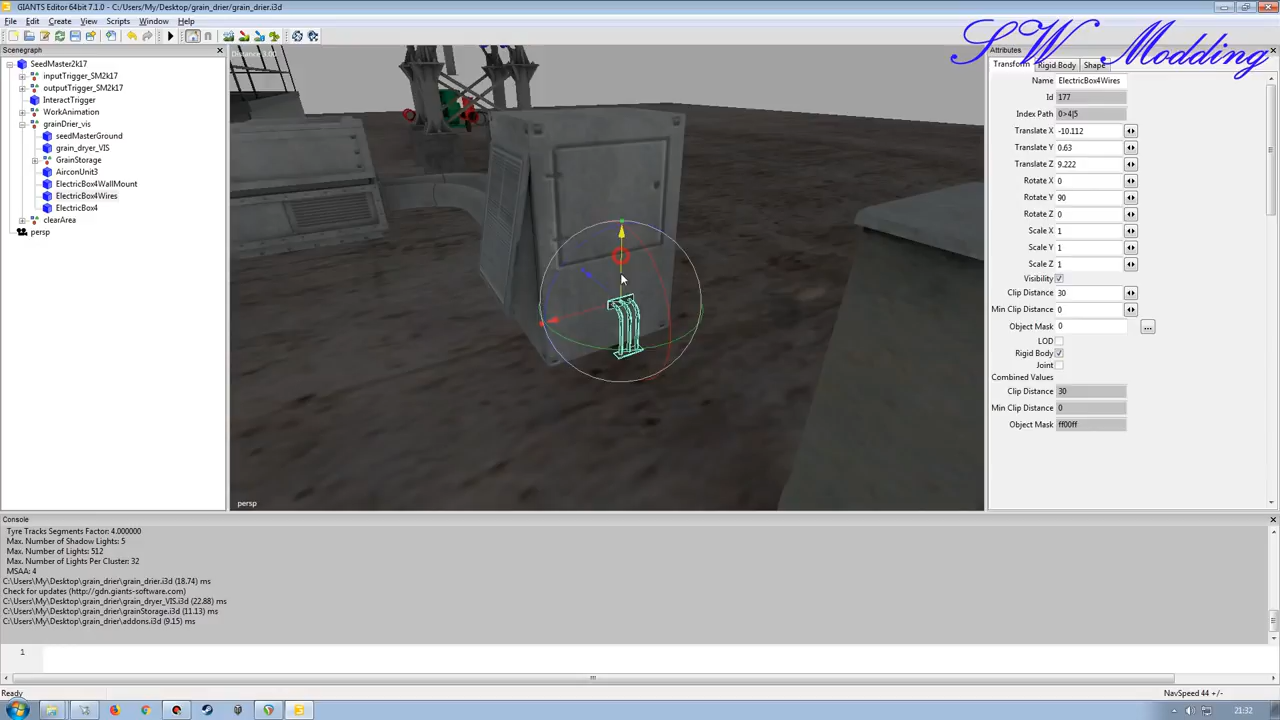 GIANTS Editor 64bit 7.1.0 - C:/Users/My/Desktop/grain_drier/grain_drier.i3d
File Edit Create View Scripts Window Help
SW Modding
Scenegraph
SeedMaster2k17
inputTrigger_SM2k17
outputTrigger_SM2k17
InteractTrigger
WorkAnimation
grainDrier_vis
seedMasterGround
grain_dryer_VIS
GrainStorage
AirconUnit3
ElectricBox4WallMount
ElectricBox4Wires
ElectricBox4
clearArea
persp
persp
Attributes
Transform Rigid Body Shape
Name ElectricBox4Wires
Id 177
Index Path 0>4|5
Translate X -10.112
Translate Y 0.63
Translate Z 9.222
Rotate X 0
Rotate Y 90
Rotate Z 0
Scale X 1
Scale Y 1
Scale Z 1
Visibility
Clip Distance 30
Min Clip Distance 0
Object Mask 0 ...
LOD
Rigid Body
Joint
Combined Values
Clip Distance 30
Min Clip Distance 0
Object Mask ff00ff
Console
Tyre Tracks Segments Factor: 4.000000
Max. Number of Shadow Lights: 5
Max. Number of Lights: 512
Max. Number of Lights Per Cluster: 32
MSAA: 4
C:\Users\My\Desktop\grain_drier\grain_drier.i3d (18.74) ms
Check for updates (http://gdn.giants-software.com)
C:\Users\My\Desktop\grain_drier\grain_dryer_VIS.i3d (22.88) ms
C:\Users\My\Desktop\grain_drier\grainStorage.i3d (11.13) ms
C:\Users\My\Desktop\grain_drier\addons.i3d (9.15) ms
1
Ready
NavSpeed 44 +/-
21:32